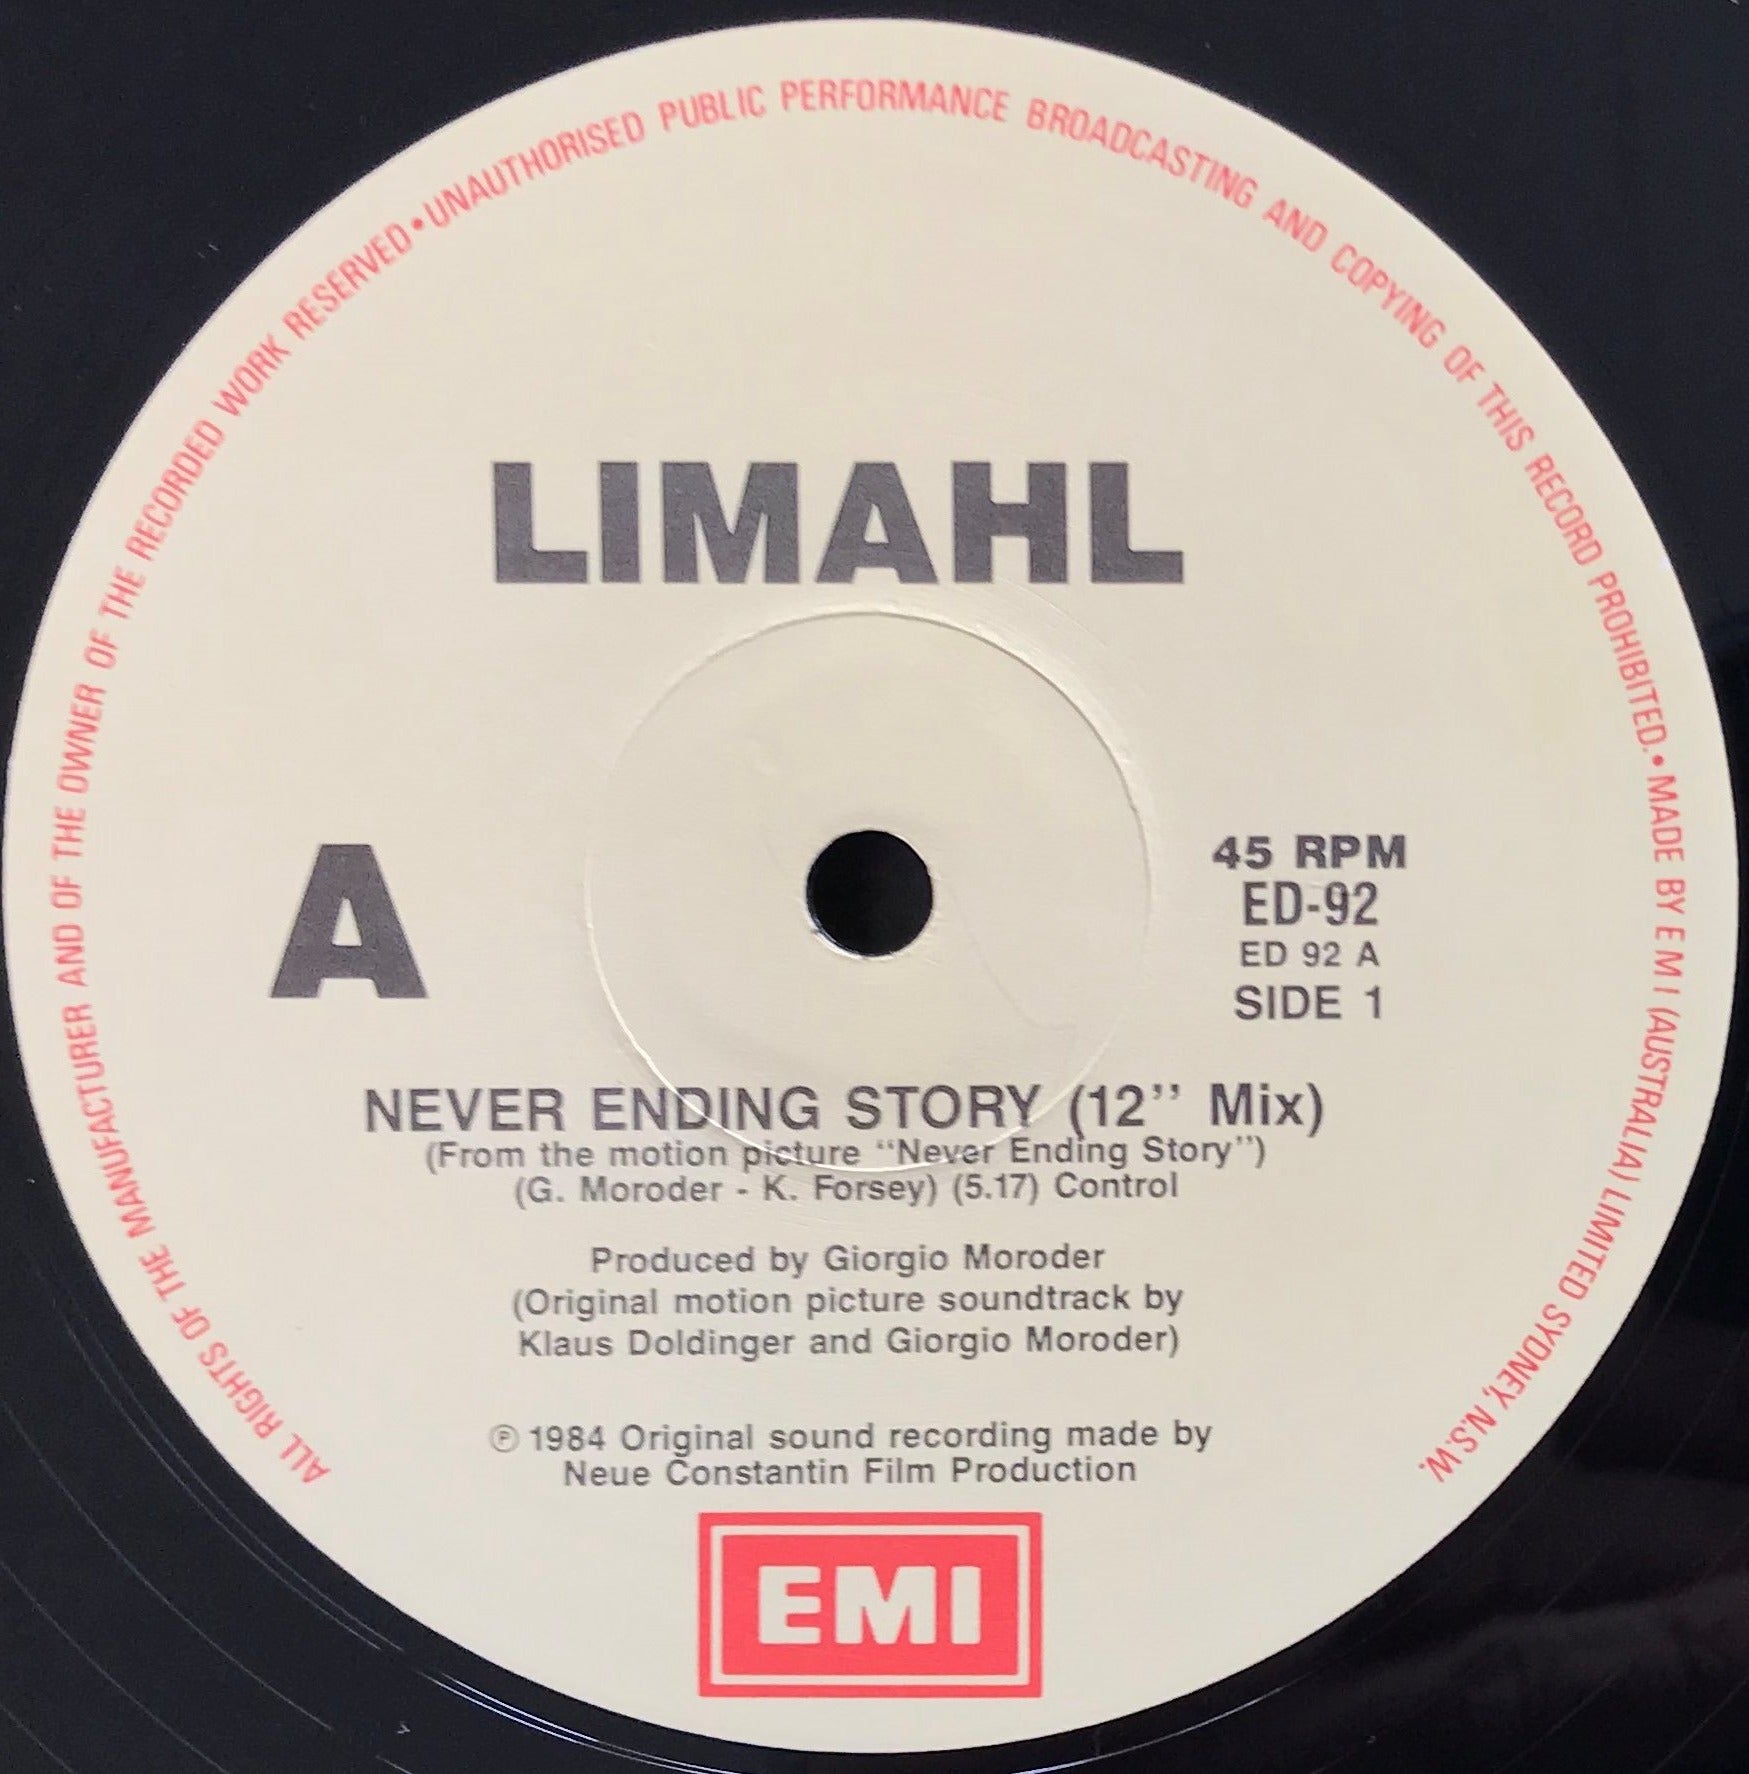 ALL RIGHTS OF THE MANUFACTURER AND OF THE OWNER OF THE RECORDED WORK RESERVED • UNAUTHORISED PUBLIC PERFORMANCE BROADCASTING AND COPYING OF THIS RECORD PROHIBITED. • MADE BY E M I (AUSTRALIA) LIMITED SYDNEY, N.S.W.
LIMAHL
A
45 RPM
ED-92
ED 92 A
SIDE 1
NEVER ENDING STORY (12” Mix)
(From the motion picture “Never Ending Story”)
(G. Moroder - K. Forsey) (5.17) Control
Produced by Giorgio Moroder
(Original motion picture soundtrack by
Klaus Doldinger and Giorgio Moroder)
℗ 1984 Original sound recording made by
Neue Constantin Film Production
EMI